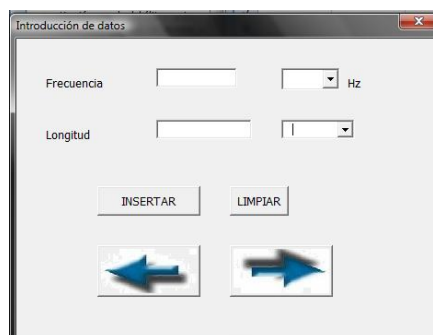 Introducción de datos
Frecuencia
Hz
Longitud
INSERTAR
LIMPIAR